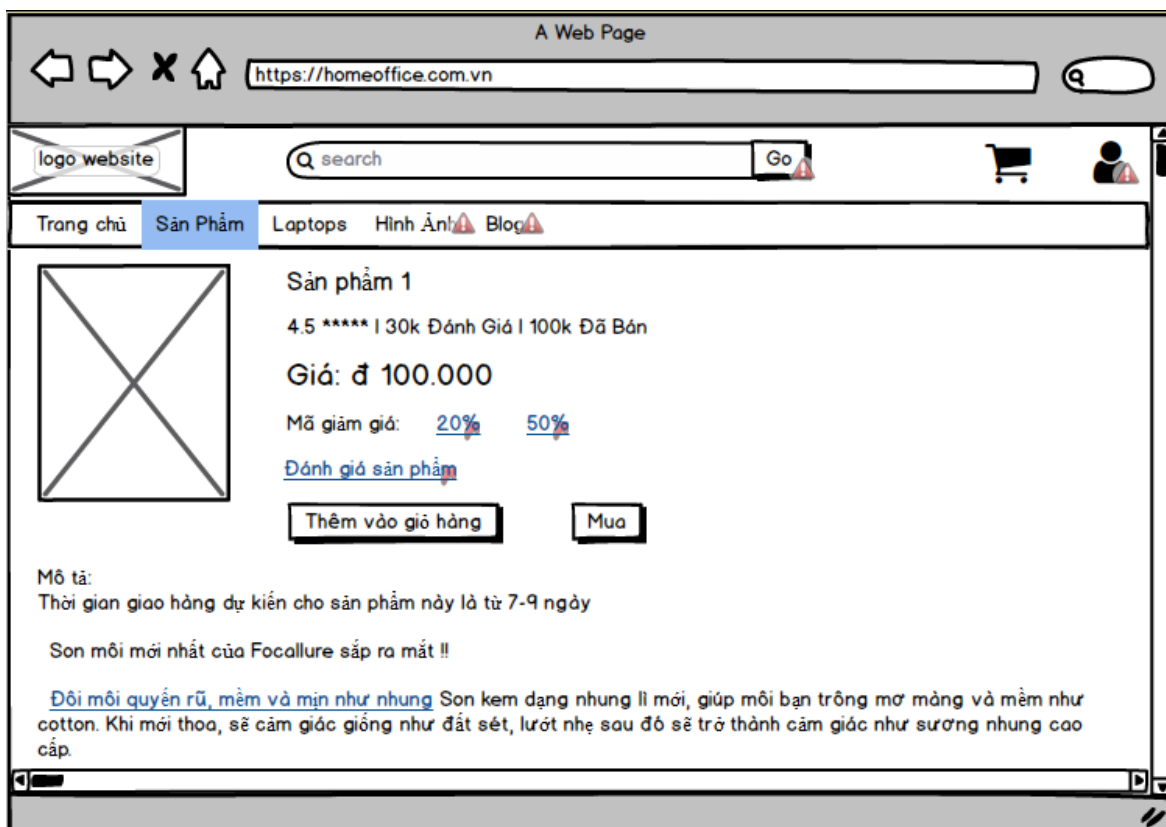 A Web Page
https://homeoffice.com.vn
logo website
search
Go
Trang chủ Sản Phẩm Laptops Hình Ảnh Blog
Sản phẩm 1
4.5 ***** | 30k Đánh Giá | 100k Đã Bán
Giá: đ 100.000
Mã giảm giá: 20% 50%
Đánh giá sản phẩm
Thêm vào giỏ hàng Mua
Mô tả:
Thời gian giao hàng dự kiến cho sản phẩm này là từ 7-9 ngày
Son môi mới nhất của Focallure sắp ra mắt !!
Đôi môi quyến rũ, mềm và mịn như nhung Son kem dạng nhung lì mới, giúp môi bạn trông mơ màng và mềm như
cotton. Khi mới thoa, sẽ cảm giác giống như đất sét, lướt nhẹ sau đó sẽ trở thành cảm giác như sương nhung cao
cấp.